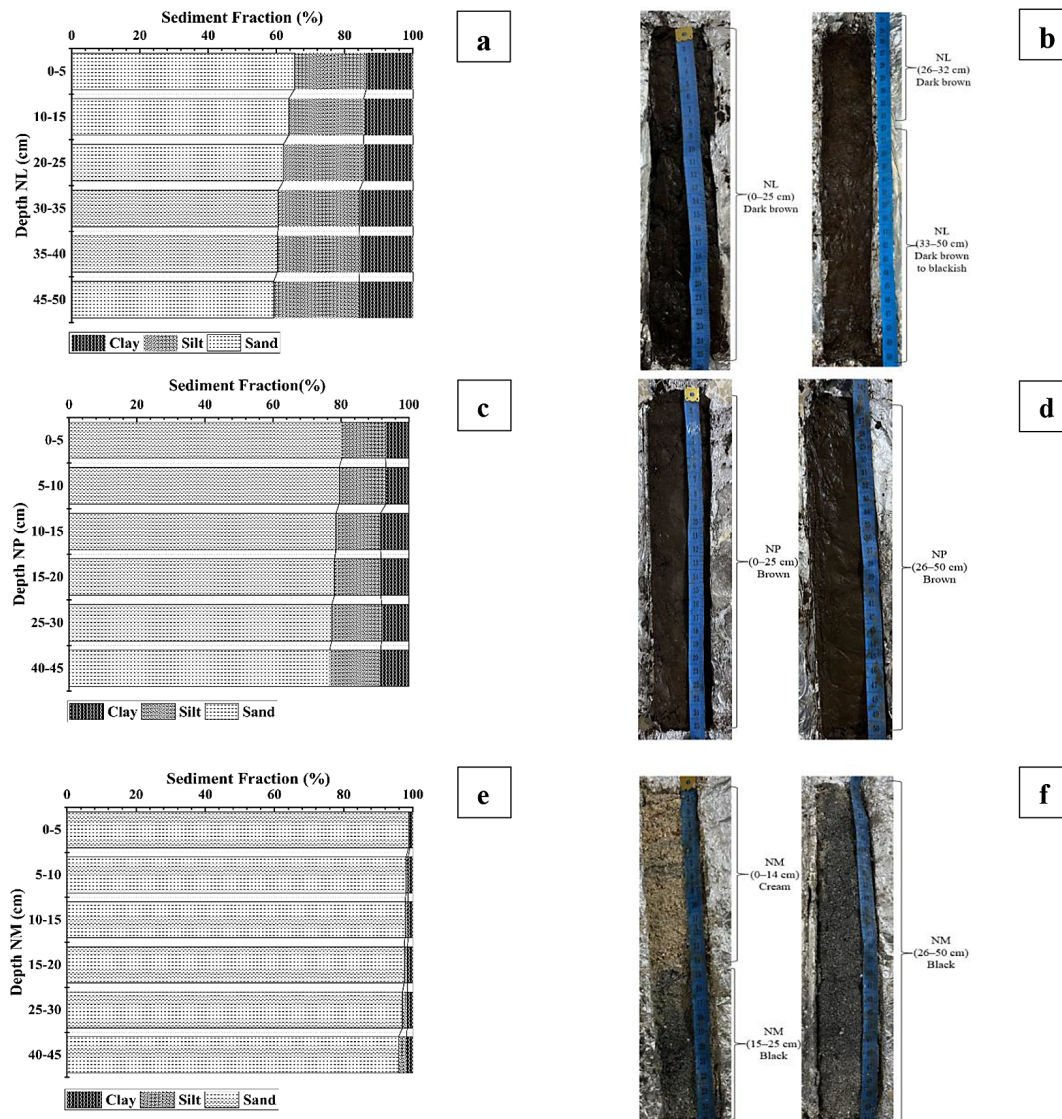 Sediment Fraction (%)
0 20 40 60 80 100
Depth NL (cm)
0-5
10-15
20-25
30-35
35-40
45-50
Clay Silt Sand
a
NL
(0–25 cm)
Dark brown
NL
(26–32 cm)
Dark brown
NL
(33–50 cm)
Dark brown
to blackish
b
Sediment Fraction(%)
0 20 40 60 80 100
Depth NP (cm)
0-5
5-10
10-15
15-20
25-30
40-45
Clay Silt Sand
c
NP
(0–25 cm)
Brown
NP
(26–50 cm)
Brown
d
Sediment Fraction (%)
0 20 40 60 80 100
Depth NM (cm)
0-5
5-10
10-15
15-20
25-30
40-45
Clay Silt Sand
e
NM
(0–14 cm)
Cream
NM
(15–25 cm)
Black
NM
(26–50 cm)
Black
f